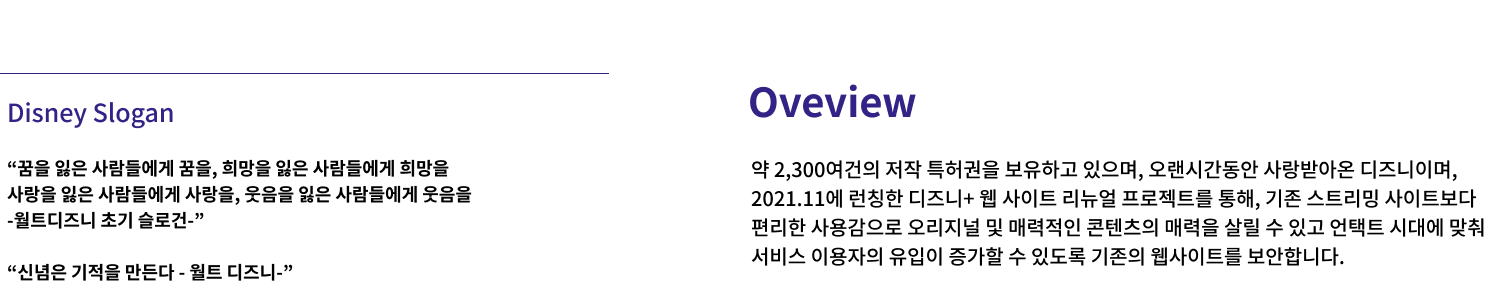 Disney Slogan
“꿈을 잃은 사람들에게 꿈을, 희망을 잃은 사람들에게 희망을
사랑을 잃은 사람들에게 사랑을, 웃음을 잃은 사람들에게 웃음을
-월트디즈니 초기 슬로건-”
“신념은 기적을 만든다 - 월트 디즈니-”
Oveview
약 2,300여건의 저작 특허권을 보유하고 있으며, 오랜시간동안 사랑받아온 디즈니이며,
2021.11에 런칭한 디즈니+ 웹 사이트 리뉴얼 프로젝트를 통해, 기존 스트리밍 사이트보다
편리한 사용감으로 오리지널 및 매력적인 콘텐츠의 매력을 살릴 수 있고 언택트 시대에 맞춰
서비스 이용자의 유입이 증가할 수 있도록 기존의 웹사이트를 보안합니다.